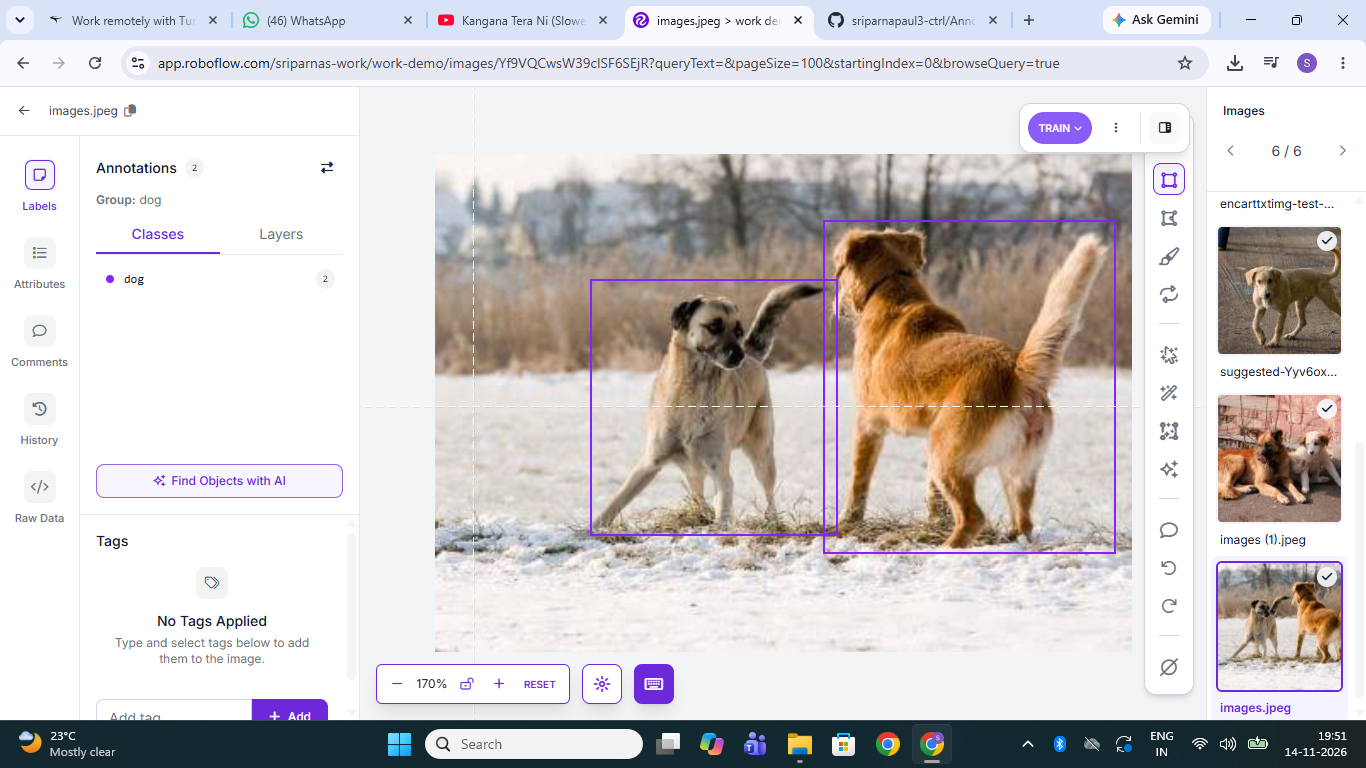 Work remotely with Tu
(46) WhatsApp
Kangana Tera Ni (Slowe
images.jpeg > work de
sriparnapaul3-ctrl/Anno
Ask Gemini
app.roboflow.com/sriparnas-work/work-demo/images/Yf9VQCwsW39clSF6SEjR?queryText=&pageSize=100&startingIndex=0&browseQuery=true
S
images.jpeg
Labels
Attributes
Comments
History
Raw Data
Annotations 2
Group: dog
Classes Layers
dog 2
Find Objects with AI
Tags
No Tags Applied
Type and select tags below to add
them to the image.
Add tag
+ Add
TRAIN
170%
RESET
Images
6 / 6
encarttxtimg-test-...
suggested-Yyv6ox...
images (1).jpeg
images.jpeg
23°C
Mostly clear
Search
ENG
IN
19:51
14-11-2026